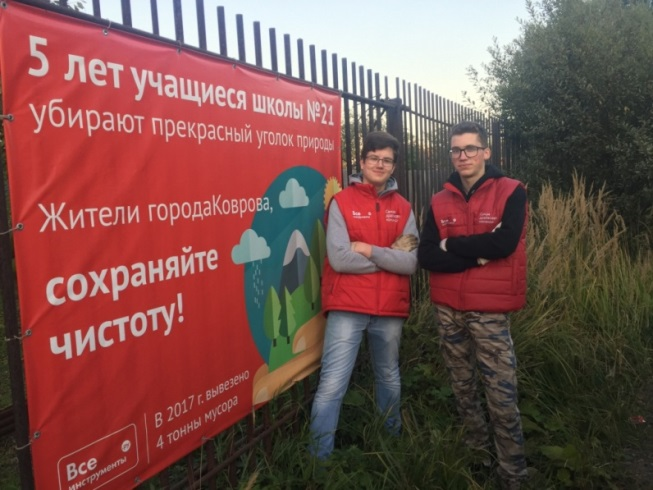 5 лет учащиеся школы №21
убирают прекрасный уголок природы
Жители городаКоврова,
сохраняйте
чистоту!
В 2017 г. вывезено
4 тонны мусора
Все
инструменты
Все